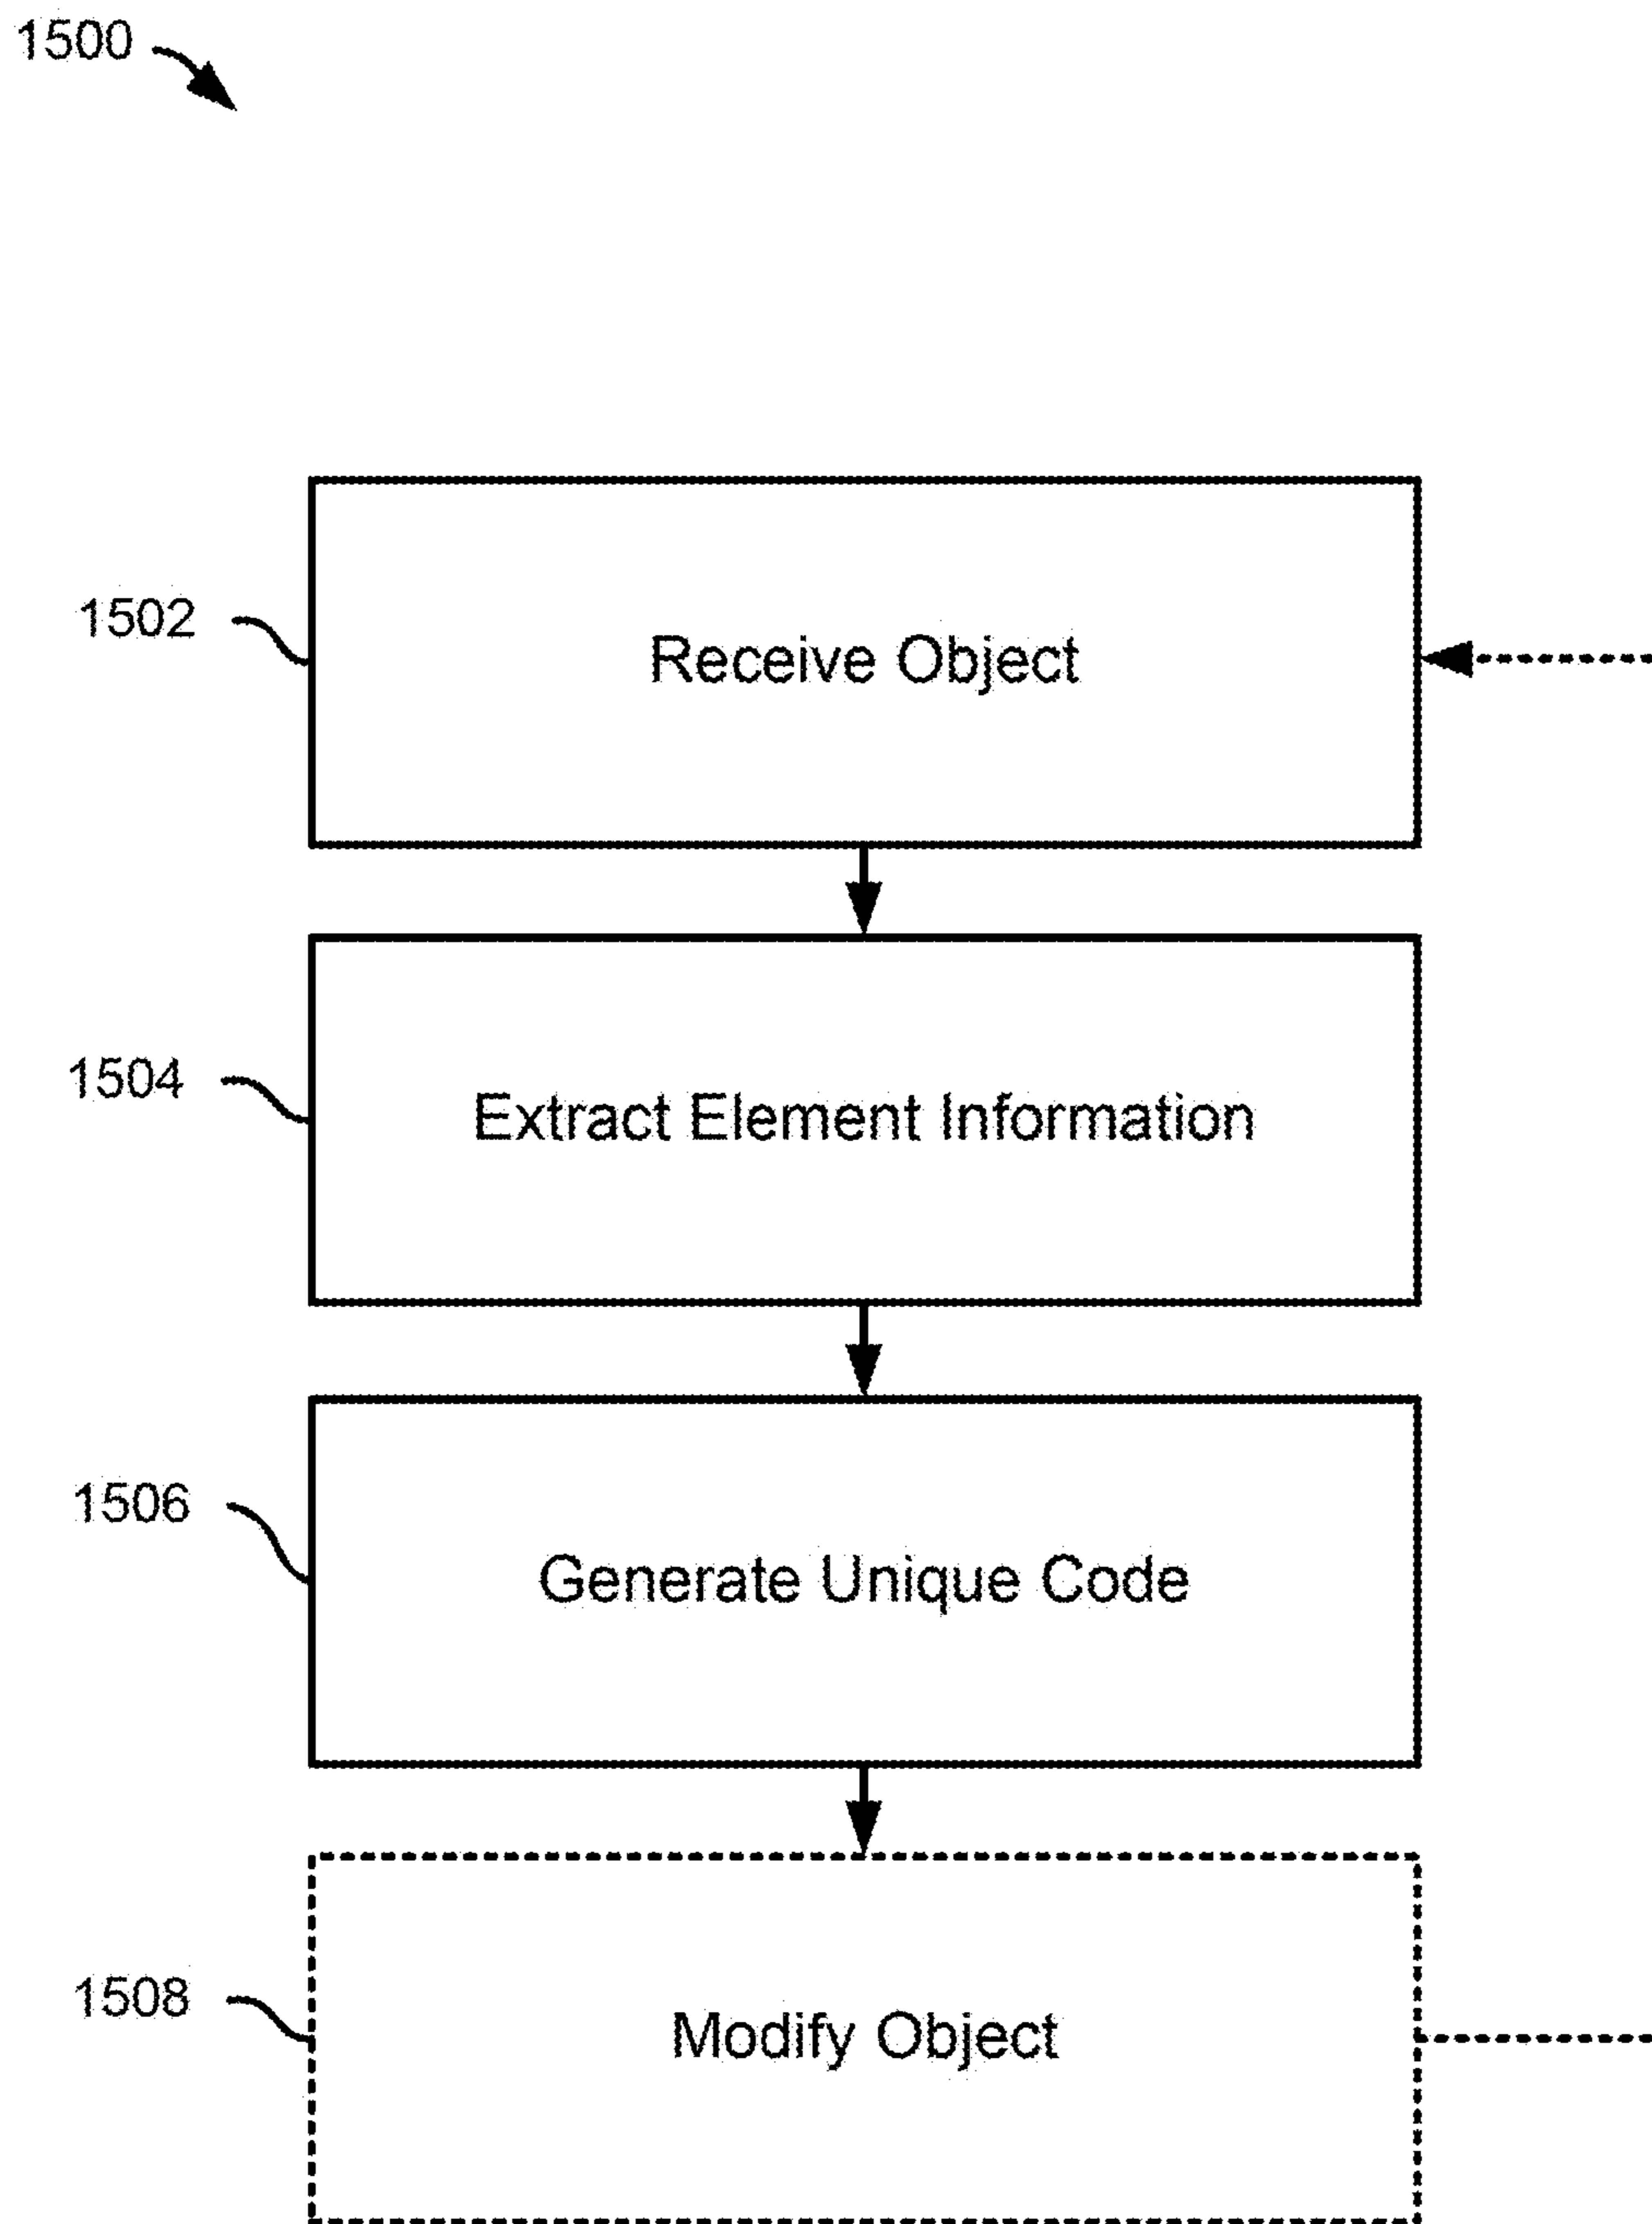 1500
1502
Receive Object
1504
Extract Element Information
1506
Generate Unique Code
1508
Modify Object